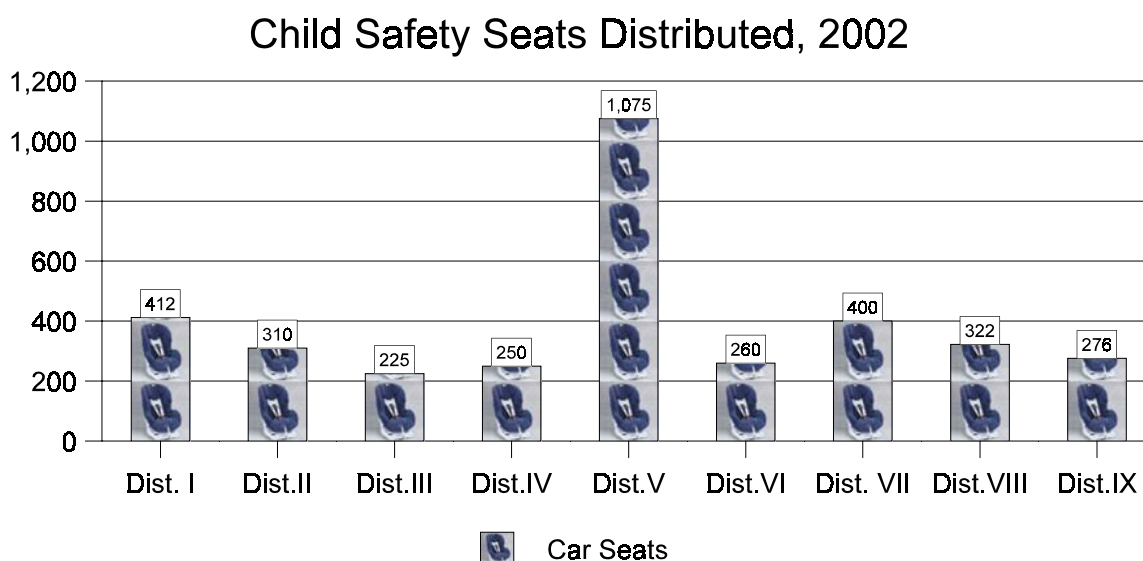 Child Safety Seats Distributed, 2002
1,200
1,000
800
600
400
200
0
412
310
225
250
1,075
260
400
322
276
Dist. I
Dist.II
Dist.III
Dist.IV
Dist.V
Dist.VI
Dist. VII
Dist.VIII
Dist.IX
Car Seats